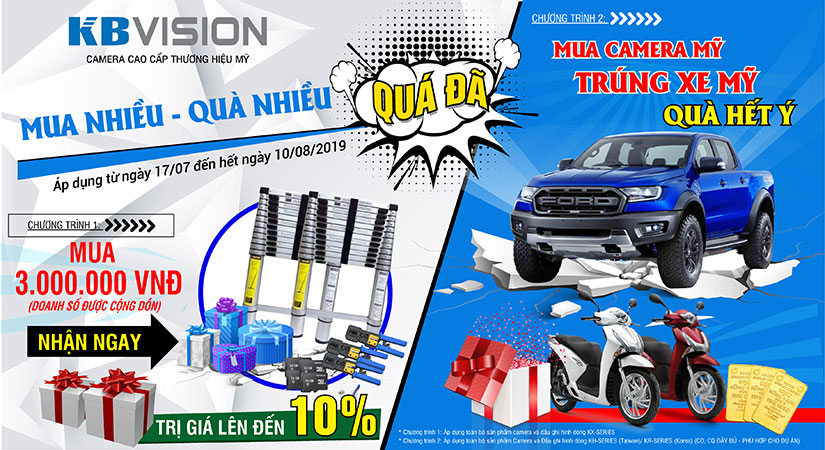 KBVISION
CAMERA CAO CẤP THƯƠNG HIỆU MỸ
MUA NHIỀU - QUÀ NHIỀU
Áp dụng từ ngày 17/07 đến hết ngày 10/08/2019
QUÁ ĐÃ
CHƯƠNG TRÌNH 1:
MUA
3.000.000 VNĐ
(DOANH SỐ ĐƯỢC CỘNG DỒN)
NHẬN NGAY
TRỊ GIÁ LÊN ĐẾN 10%
CHƯƠNG TRÌNH 2:
MUA CAMERA MỸ
TRÚNG XE MỸ
QUÀ HẾT Ý
FORD
* Chương trình 1: Áp dụng toàn bộ sản phẩm camera và đầu ghi hình dòng KX-SERIES
* Chương trình 2: Áp dụng toàn bộ sản phẩm Camera và Đầu ghi hình dòng KH-SERIES (Taiwan)/ KR-SERIES (Korea) (CO, CQ ĐẦY ĐỦ - PHÙ HỢP CHO DỰ ÁN)